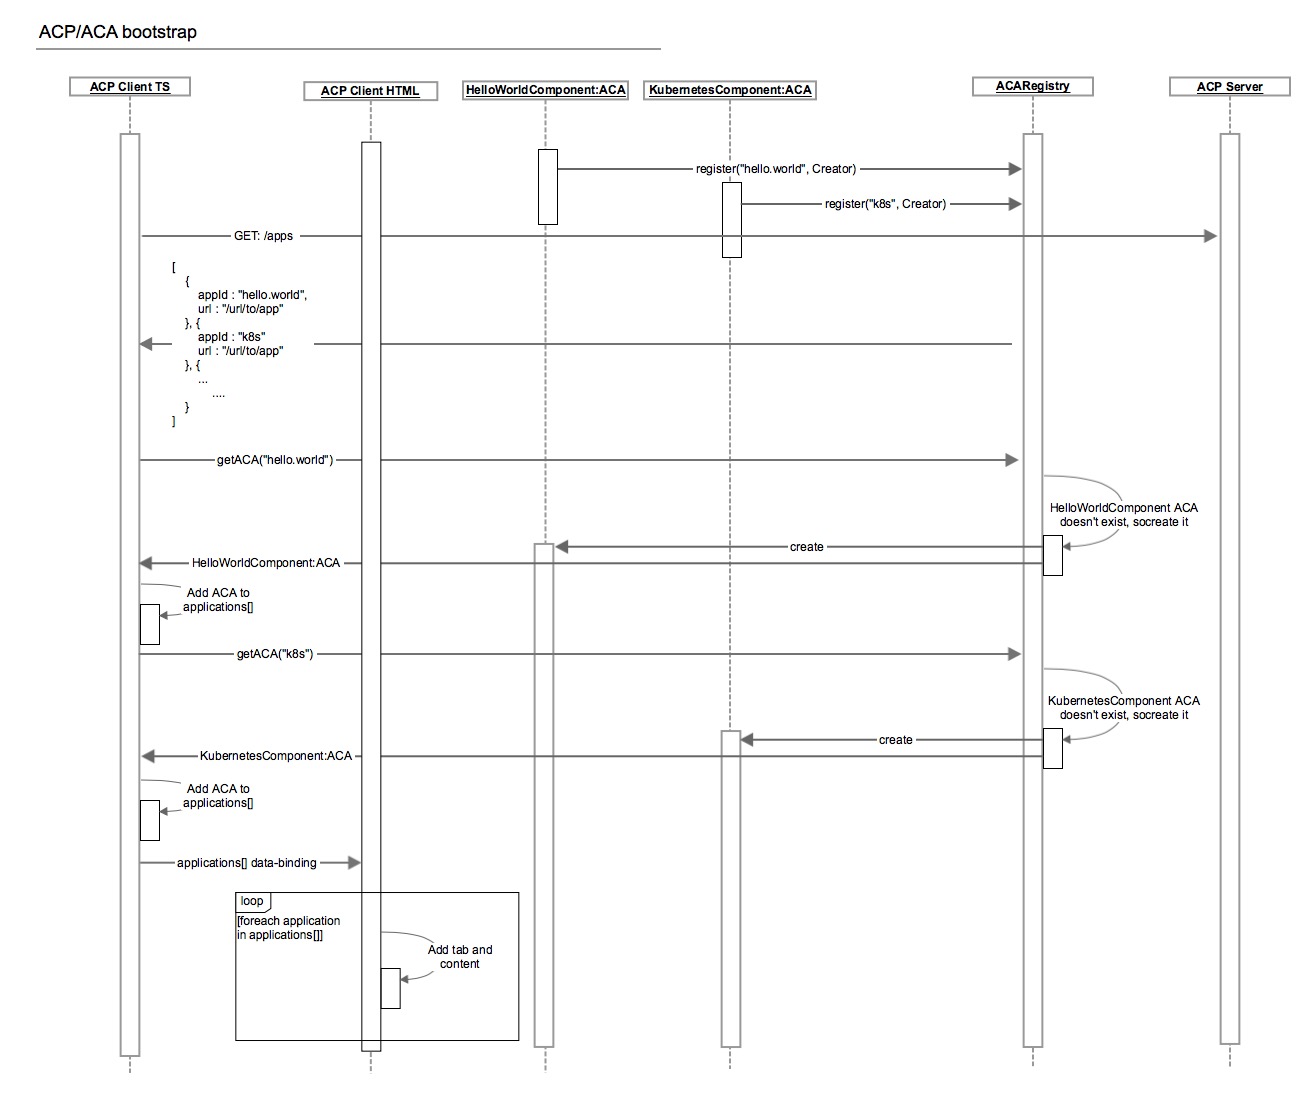 ACP/ACA bootstrap
ACP Client TS
ACP Client HTML
HelloWorldComponent:ACA
KubernetesComponent:ACA
ACARegistry
ACP Server
register("hello.world", Creator)
register("k8s", Creator)
GET: /apps
[
{
appId : "hello.world",
url : "/url/to/app"
}, {
appId : "k8s"
url : "/url/to/app"
}, {
...
....
}
]
getACA("hello.world")
HelloWorldComponent ACA
doesn't exist, socreate it
create
HelloWorldComponent:ACA
Add ACA to
applications[]
getACA("k8s")
KubernetesComponent ACA
doesn't exist, socreate it
create
KubernetesComponent:ACA
Add ACA to
applications[]
applications[] data-binding
loop
[foreach application
in applications[]]
Add tab and
content